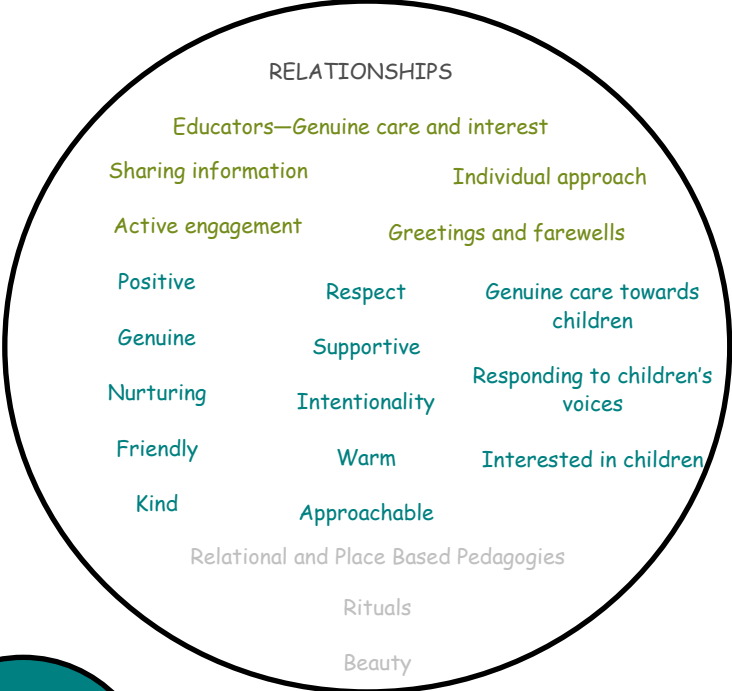 RELATIONSHIPS
Educators—Genuine care and interest
Sharing information
Individual approach
Active engagement
Greetings and farewells
Positive
Genuine
Nurturing
Friendly
Kind
Respect
Supportive
Intentionality
Warm
Approachable
Genuine care towards
children
Responding to children’s
voices
Interested in children
Relational and Place Based Pedagogies
Rituals
Beauty